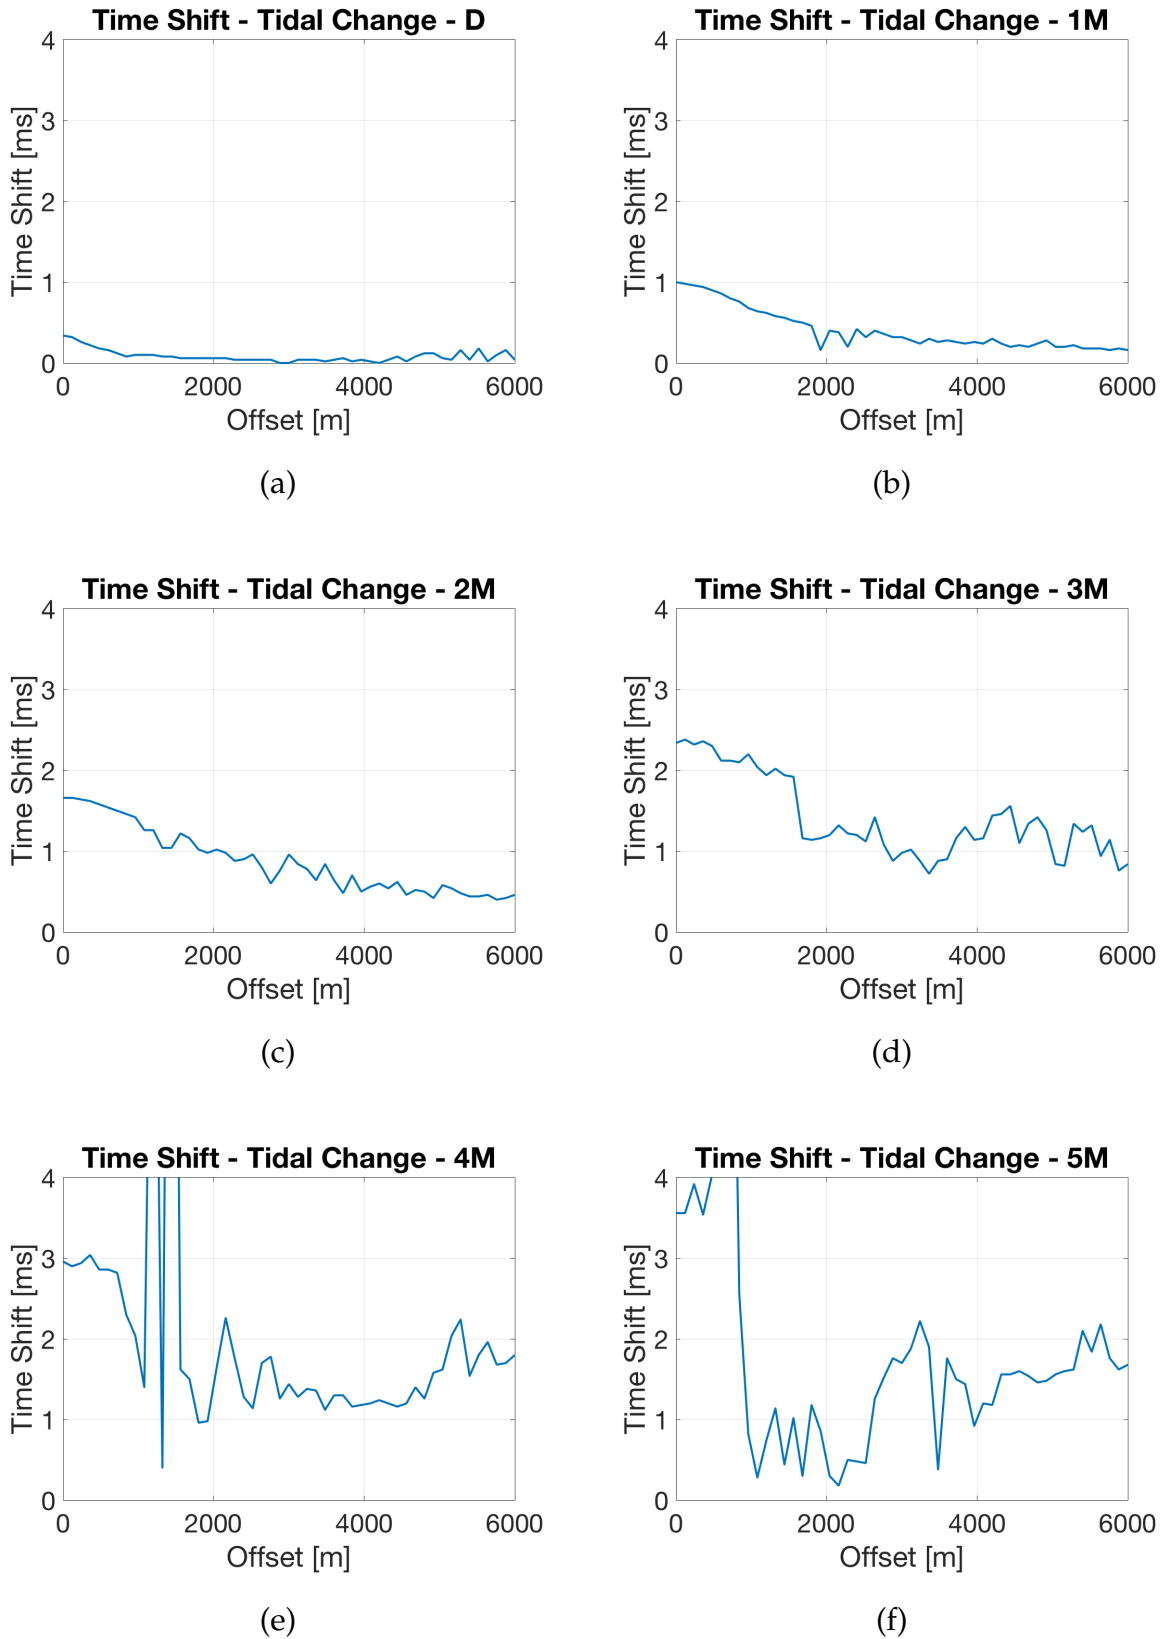 Time Shift - Tidal Change - D
4
3
2
1
0
Time Shift [ms]
0 2000 4000 6000
Offset [m]
(a)
Time Shift - Tidal Change - 1M
4
3
2
1
0
Time Shift [ms]
0 2000 4000 6000
Offset [m]
(b)
Time Shift - Tidal Change - 2M
4
3
2
1
0
Time Shift [ms]
0 2000 4000 6000
Offset [m]
(c)
Time Shift - Tidal Change - 3M
4
3
2
1
0
Time Shift [ms]
0 2000 4000 6000
Offset [m]
(d)
Time Shift - Tidal Change - 4M
4
3
2
1
0
Time Shift [ms]
0 2000 4000 6000
Offset [m]
(e)
Time Shift - Tidal Change - 5M
4
3
2
1
0
Time Shift [ms]
0 2000 4000 6000
Offset [m]
(f)